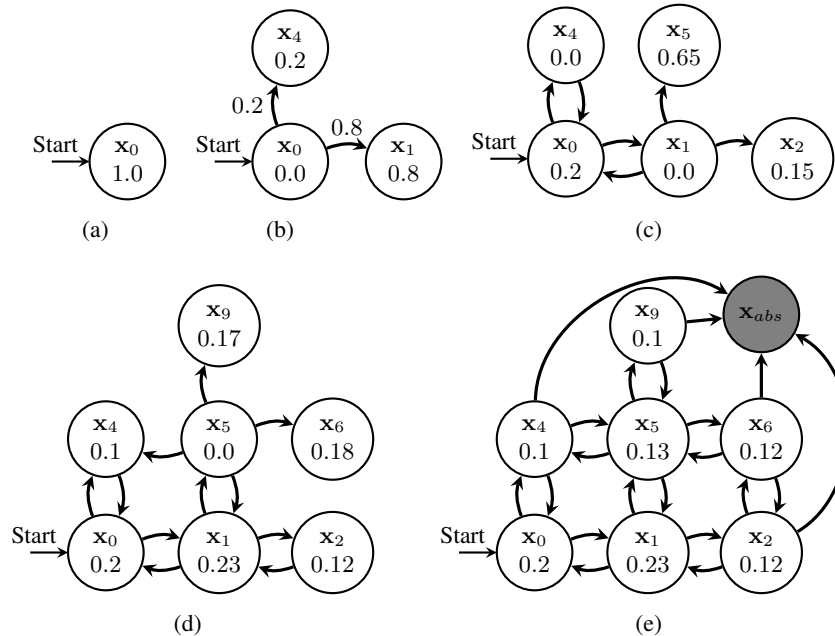 x₄
0.2
0.2
Start
x₀
1.0
(a)
Start
x₀
0.0
0.8
x₁
0.8
(b)
x₄
0.0
x₅
0.65
Start
x₀
0.2
x₁
0.0
x₂
0.15
(c)
x₉
0.17
x₄
0.1
x₅
0.0
x₆
0.18
Start
x₀
0.2
x₁
0.23
x₂
0.12
(d)
x₉
0.1
xₐbₛ
x₄
0.1
x₅
0.13
x₆
0.12
Start
x₀
0.2
x₁
0.23
x₂
0.12
(e)